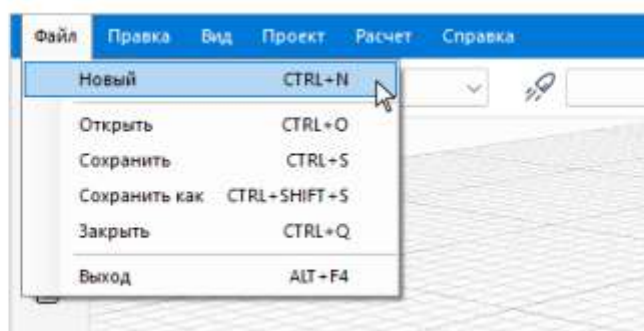 Файл Правка Вид Проект Расчет Справка
Новый CTRL+N
Открыть CTRL+O
Сохранить CTRL+S
Сохранить как CTRL+SHIFT+S
Закрыть CTRL+Q
Выход ALT+F4